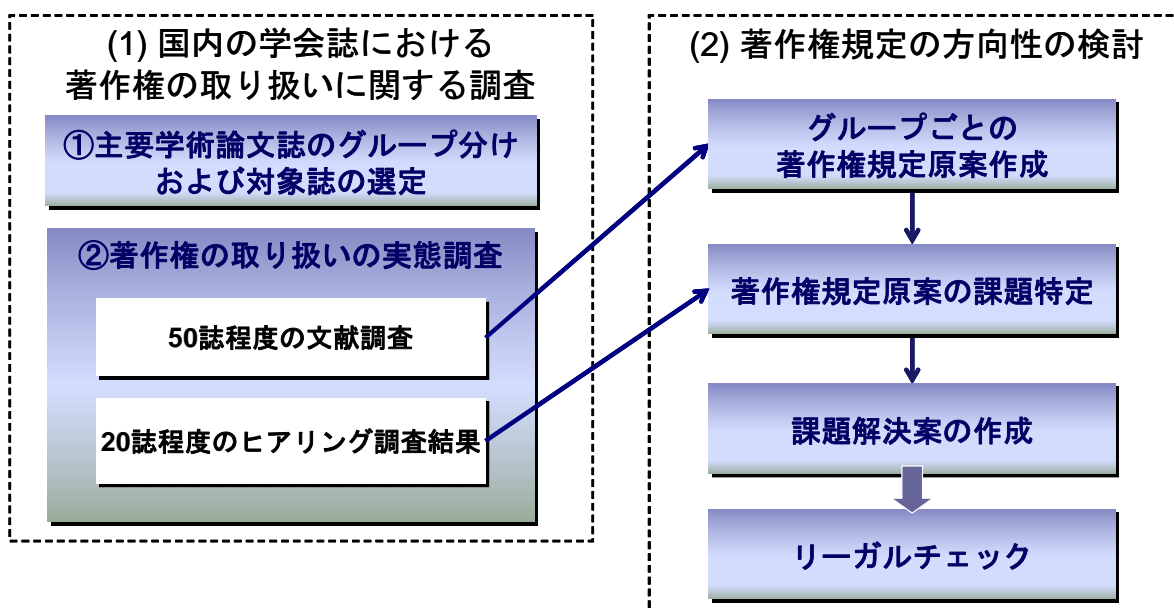 (1) 国内の学会誌における
著作権の取り扱いに関する調査
①主要学術論文誌のグループ分け
および対象誌の選定
②著作権の取り扱いの実態調査
50誌程度の文献調査
20誌程度のヒアリング調査結果
(2) 著作権規定の方向性の検討
グループごとの
著作権規定原案作成
著作権規定原案の課題特定
課題解決案の作成
リーガルチェック